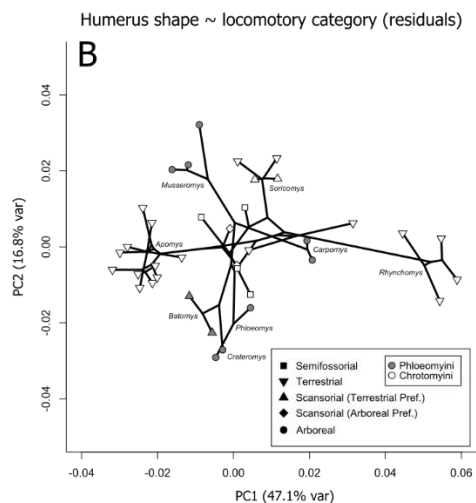 Humerus shape ~ locomotory category (residuals)
B
PC2 (16.8% var)
0.04
0.02
0.00
-0.02
-0.04
Musseromys
Soricomys
Apomys
Carpomys
Rhynchomys
Batomys
Phloeomys
Crateromys
Semifossorial
Terrestrial
Scansorial (Terrestrial Pref.)
Scansorial (Arboreal Pref.)
Arboreal
Phloeomyini
Chrotomyini
-0.04 -0.02 0.00 0.02 0.04 0.06
PC1 (47.1% var)